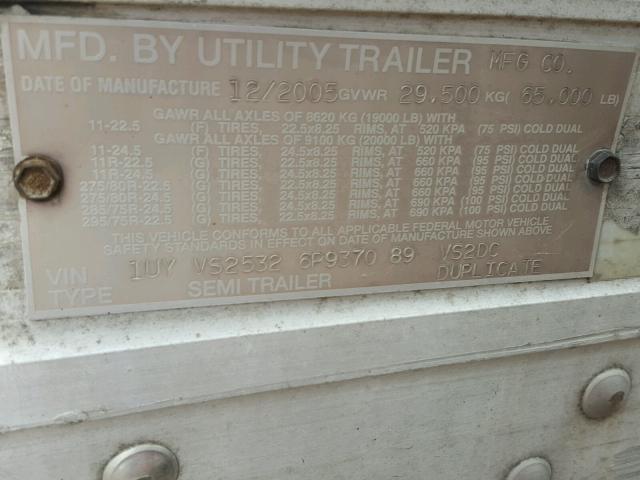 MFD. BY UTILITY TRAILER MFG CO.
DATE OF MANUFACTURE 12/2005 GVWR 29,500 KG( 65,000 LB)
GAWR ALL AXLES OF 8620 KG (19000 LB) WITH
11-22.5 (F) TIRES, 22.5x8.25 RIMS, AT 520 KPA (75 PSI) COLD DUAL
GAWR ALL AXLES OF 9100 KG (20000 LB) WITH
11-24.5 (F) TIRES, 24.5x8.25 RIMS, AT 520 KPA (75 PSI) COLD DUAL
11R-22.5 (G) TIRES, 22.5x8.25 RIMS, AT 660 KPA (95 PSI) COLD DUAL
11R-24.5 (G) TIRES, 24.5x8.25 RIMS, AT 660 KPA (95 PSI) COLD DUAL
275/80R-22.5 (G) TIRES, 22.5x8.25 RIMS, AT 660 KPA (95 PSI) COLD DUAL
275/80R-24.5 (G) TIRES, 24.5x8.25 RIMS, AT 660 KPA (95 PSI) COLD DUAL
285/75R-24.5 (G) TIRES, 24.5x8.25 RIMS, AT 690 KPA (100 PSI) COLD DUAL
295/75R-22.5 (G) TIRES, 22.5x8.25 RIMS, AT 690 KPA (100 PSI) COLD DUAL
THIS VEHICLE CONFORMS TO ALL APPLICABLE FEDERAL MOTOR VEHICLE
SAFETY STANDARDS IN EFFECT ON DATE OF MANUFACTURE SHOWN ABOVE
VIN 1UY VS2532 6P9370 89 VS2DC
TYPE SEMI TRAILER DUPLICATE